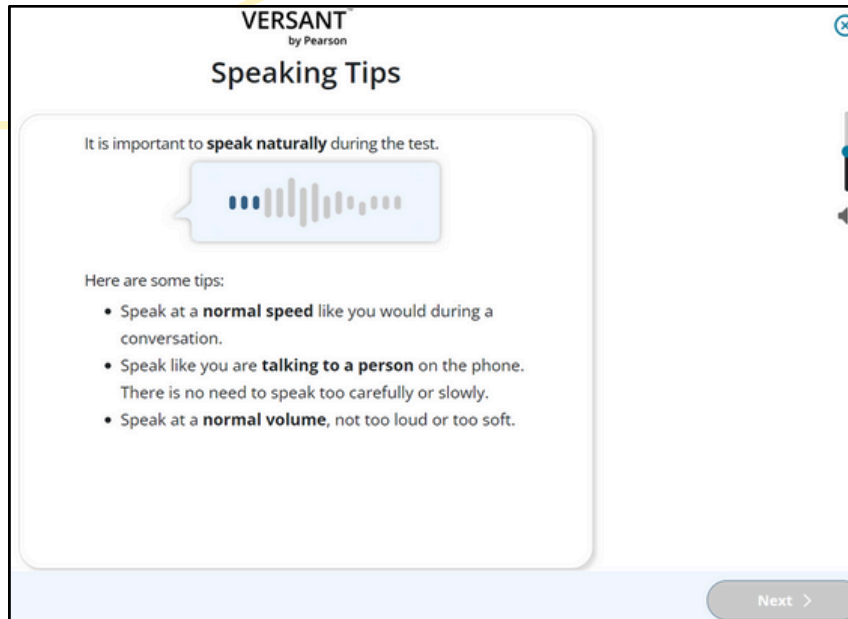 VERSANT™
by Pearson
Speaking Tips
It is important to speak naturally during the test.
Here are some tips:
• Speak at a normal speed like you would during a
conversation.
• Speak like you are talking to a person on the phone.
There is no need to speak too carefully or slowly.
• Speak at a normal volume, not too loud or too soft.
Next